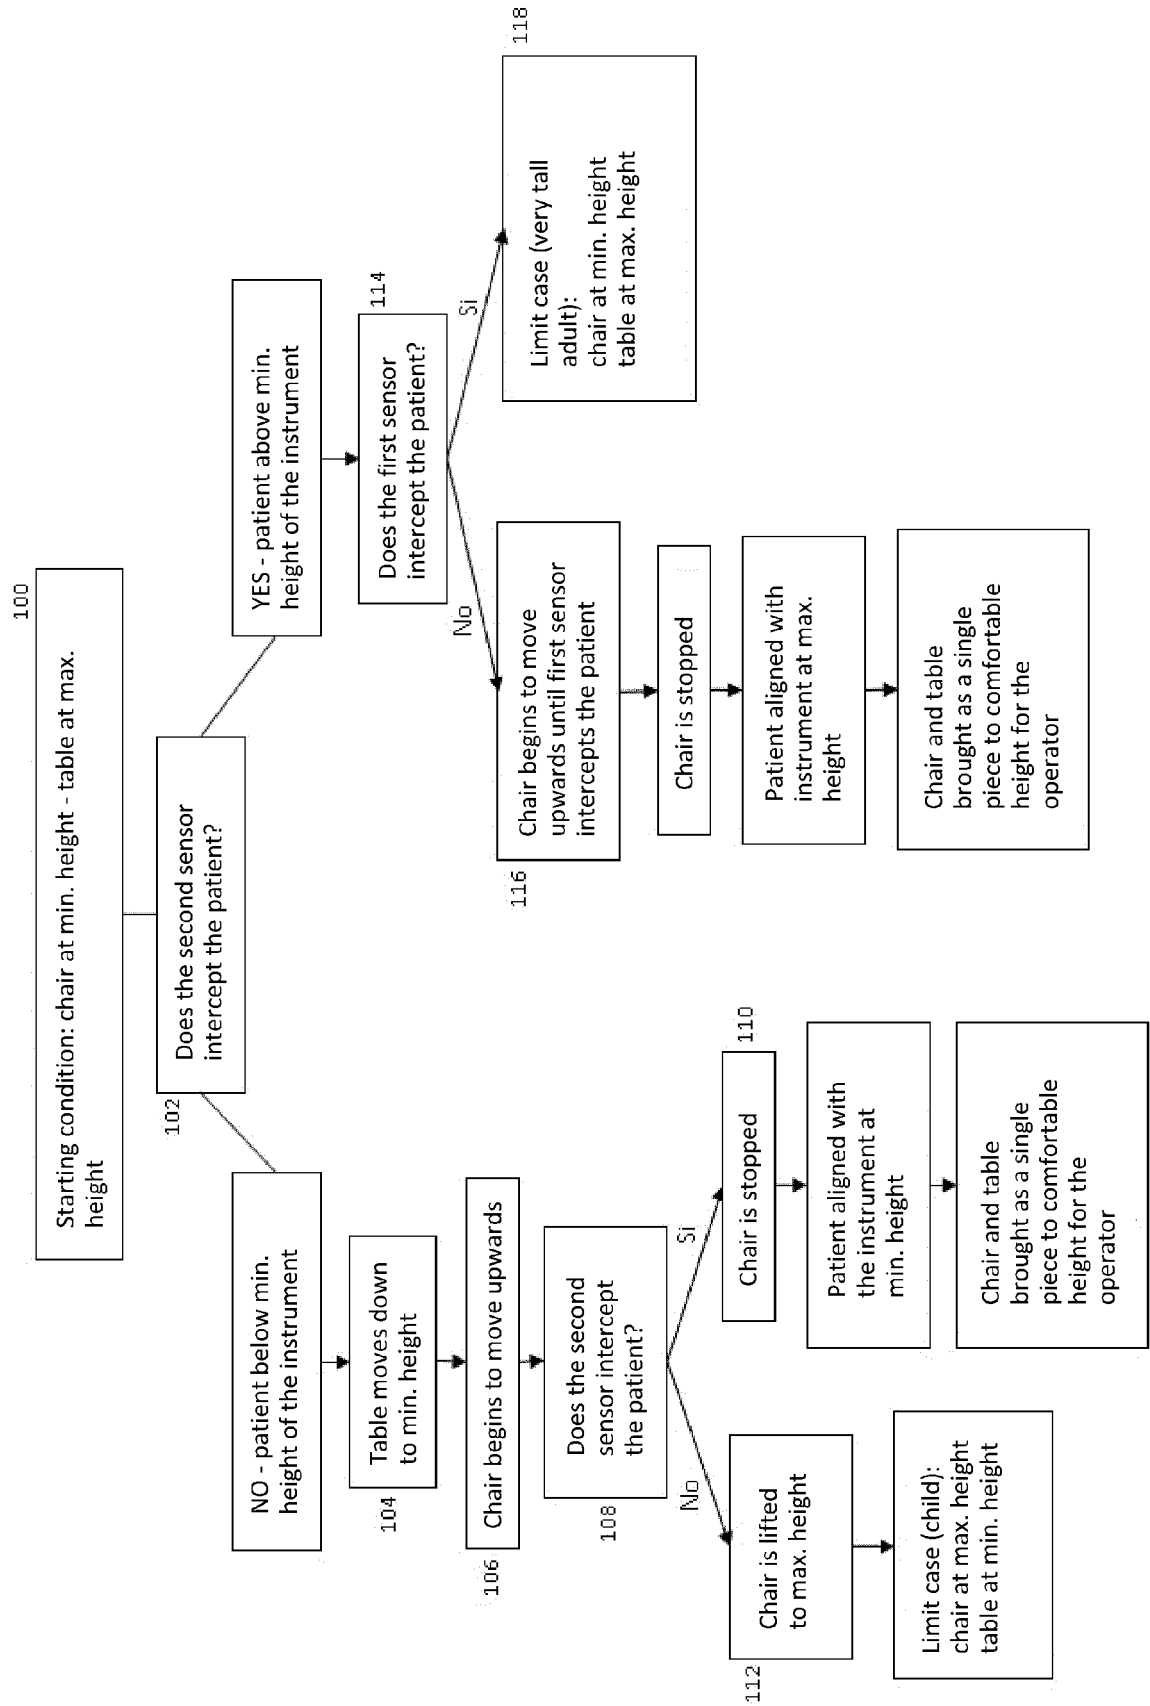 100
Starting condition: chair at min. height - table at max.
height
102
Does the second sensor
intercept the patient?
NO - patient below min.
height of the instrument
104
Table moves down
to min. height
106
Chair begins to move upwards
108
Does the second
sensor intercept
the patient?
No
Si
112
Chair is lifted
to max. height
Limit case (child):
chair at max. height
table at min. height
110
Chair is stopped
Patient aligned with
the instrument at
min. height
Chair and table
brought as a single
piece to comfortable
height for the
operator
YES - patient above min.
height of the instrument
114
Does the first sensor
intercept the patient?
No
Si
116
Chair begins to move
upwards until first sensor
intercepts the patient
Chair is stopped
Patient aligned with
instrument at max.
height
Chair and table
brought as a single
piece to comfortable
height for the
operator
118
Limit case (very tall
adult):
chair at min. height
table at max. height